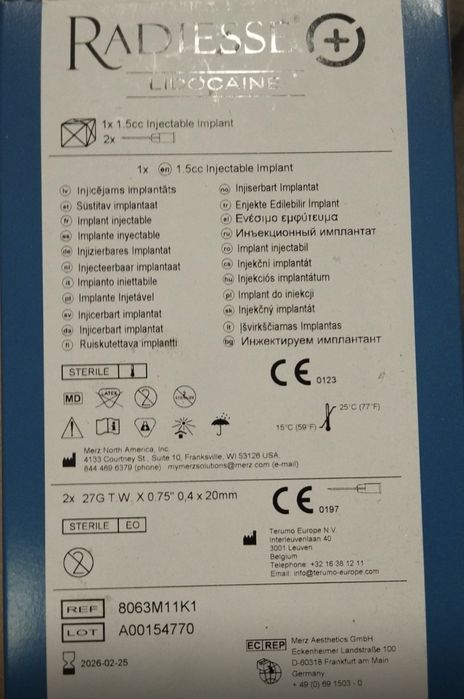 RADIESSE®
LIDOCAINE
1x 1.5cc Injectable Implant
2x
1x en 1.5cc Injectable Implant
lv Injicējams implantāts
et Süstitav implantaat
fr Implant injectable
es Implante inyectable
de Injizierbares Implantat
nl Injecteerbaar implantaat
it Impianto iniettabile
pt Implante Injetável
sv Injicerbart implantat
da Injicerbart implantat
fi Ruiskutettava implantti
no Injiserbart Implantat
tr Enjekte Edilebilir Implant
el Ενέσιμο εμφύτευμα
ru Инъекционный имплантат
ro Implant injectabil
cs Injekční implantát
hu Injekciós implantátum
pl Implant do iniekcji
sk Injekčný implantát
lt Įšvirkščiamas Implantas
bg Инжектируем имплантант
STERILE
CE 0123
MD LATEX 2 STERILIZE
25°C (77°F)
15°C (59°F)
Merz North America, Inc.
4133 Courtney St., Suite 10, Franksville, WI 53126 USA.
844 469 6379 (phone) mymerzsolutions@merz.com (e-mail)
2x 27G T.W. X 0.75" 0,4 x 20mm
CE 0197
STERILE EO
2
Terumo Europe N.V.
Interleuvenlaan 40
3001 Leuven
Belgium
Telephone: +32 16 38 12 11
Email: info@terumo-europe.com
REF 8063M11K1
LOT A00154770
2026-02-25
EC REP
Merz Aesthetics GmbH
Eckenheimer Landstraße 100
D-60318 Frankfurt am Main
Germany
+ 49 (0) 69 1503 - 0